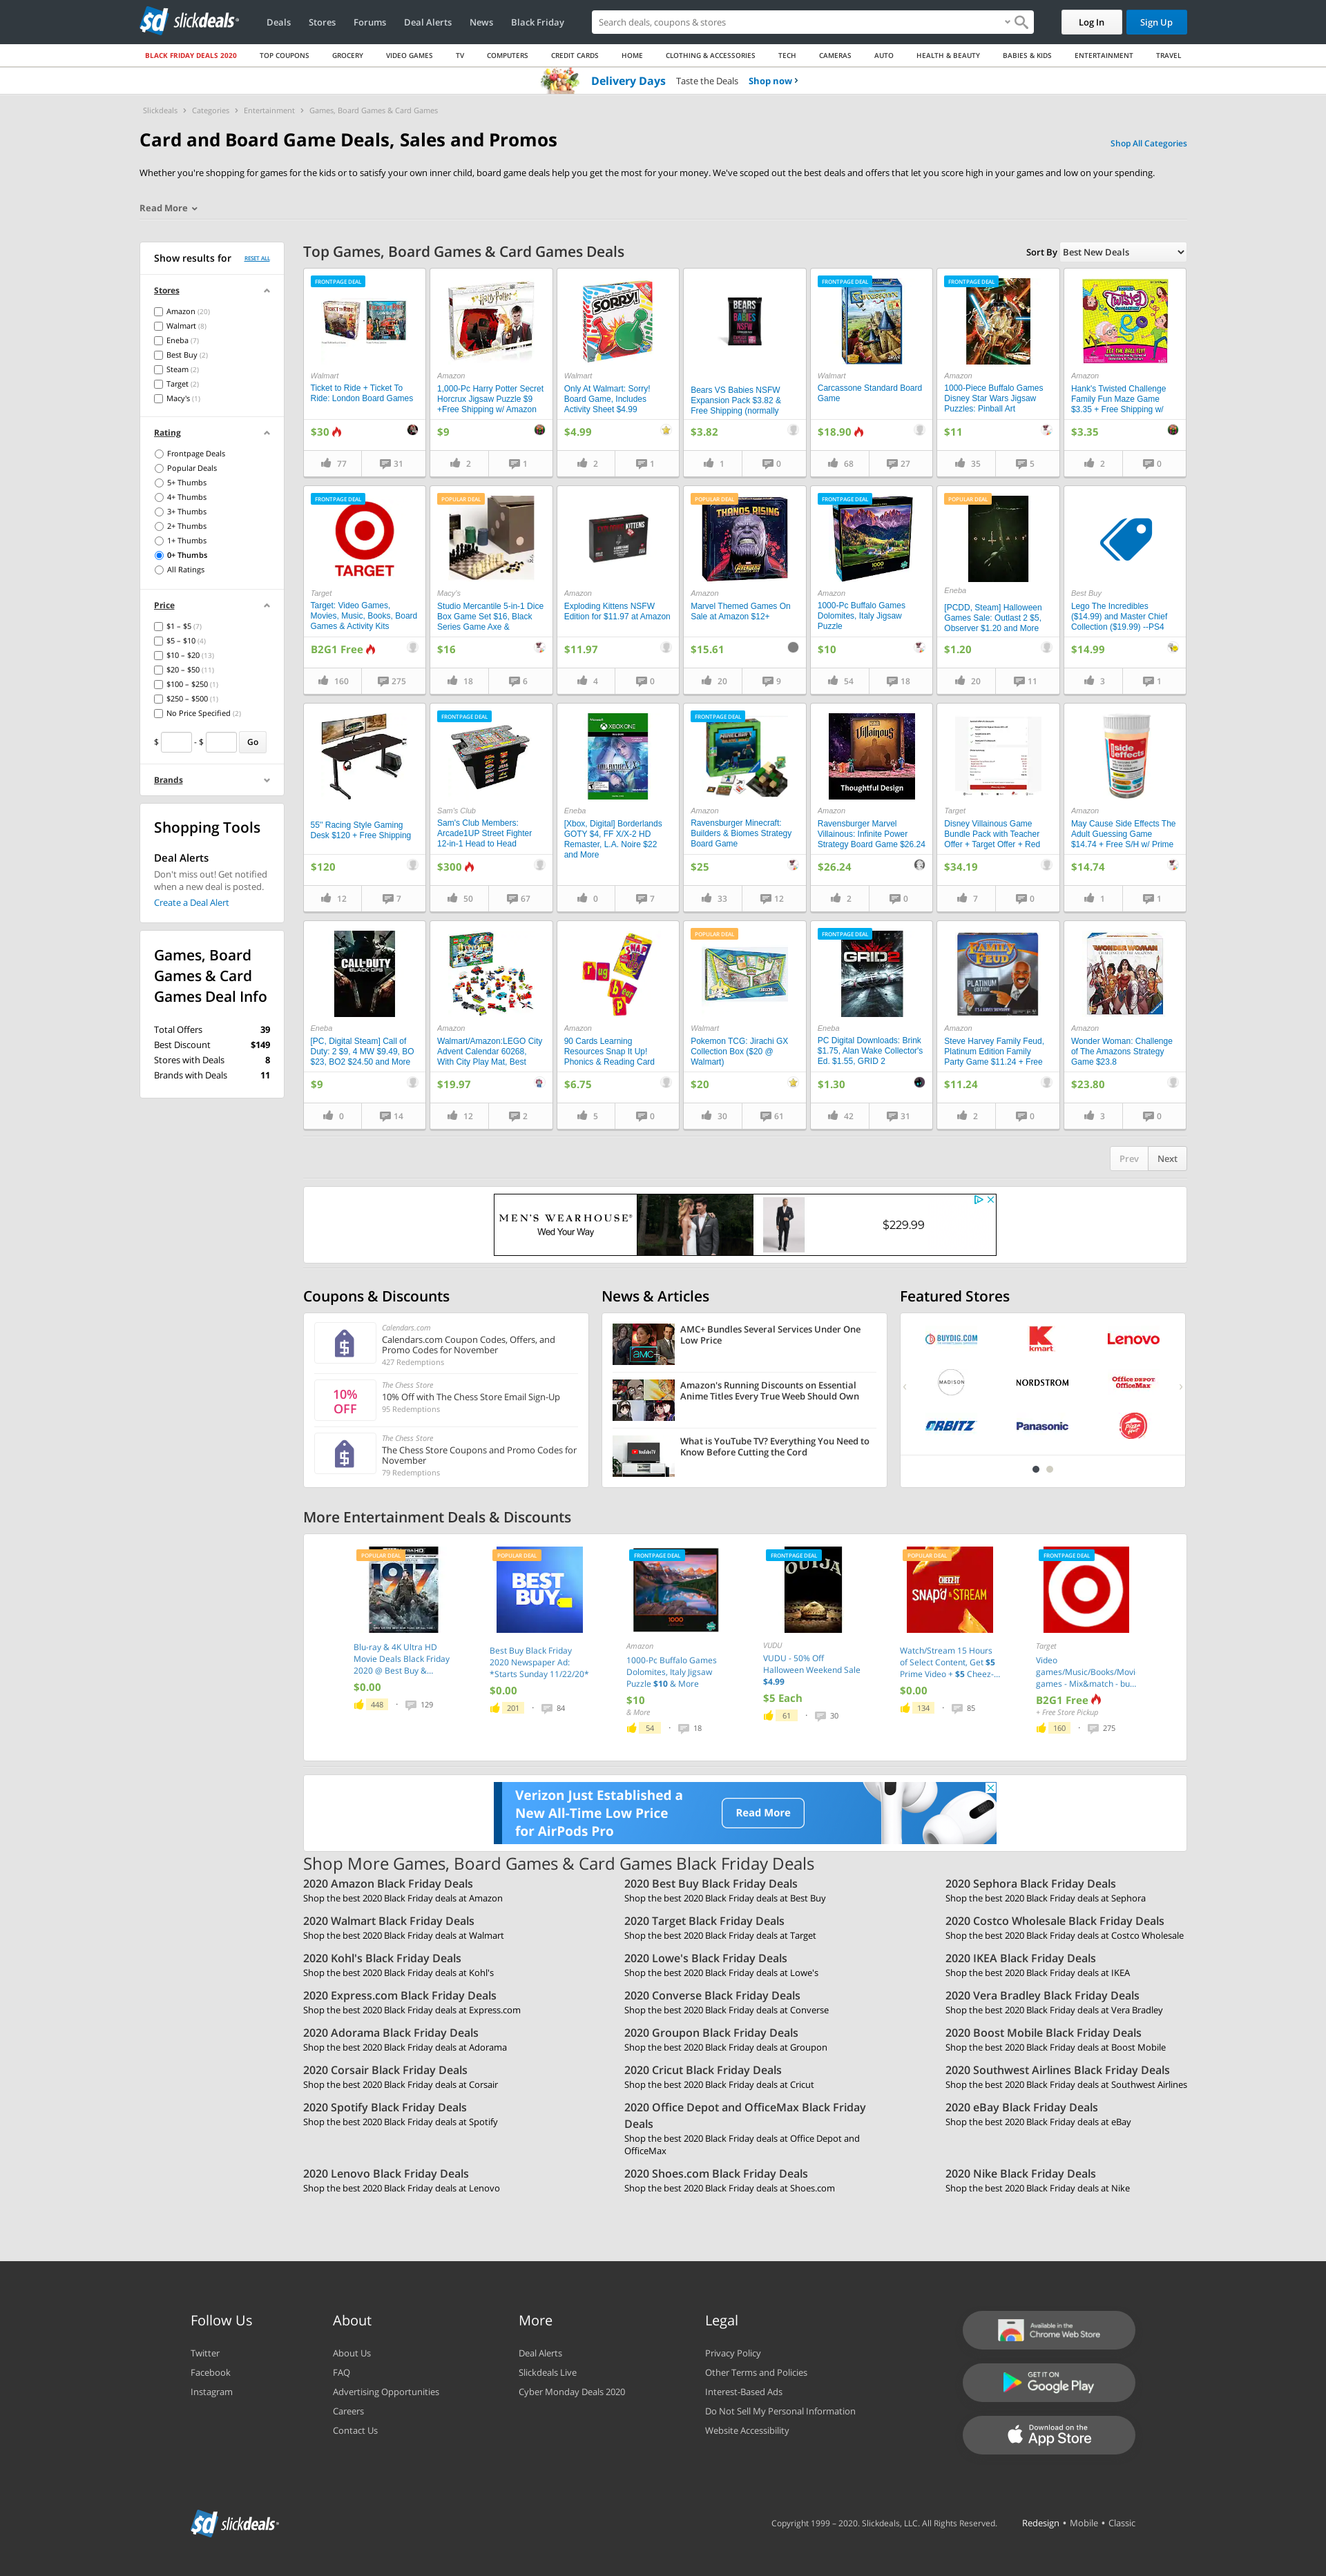 slickdeals
Deals
Stores
Forums
Deal Alerts
News
Black Friday
Search deals, coupons & stores
Log In
Sign Up
BLACK FRIDAY DEALS 2020
TOP COUPONS
GROCERY
VIDEO GAMES
TV
COMPUTERS
CREDIT CARDS
HOME
CLOTHING & ACCESSORIES
TECH
CAMERAS
AUTO
HEALTH & BEAUTY
BABIES & KIDS
ENTERTAINMENT
TRAVEL
Delivery Days Taste the Deals Shop now
Slickdeals > Categories > Entertainment > Games, Board Games & Card Games
Card and Board Game Deals, Sales and Promos
Shop All Categories
Whether you're shopping for games for the kids or to satisfy your own inner child, board game deals help you get the most for your money. We've scoped out the best deals and offers that let you score high in your games and low on your spending.
Read More
Show results for
RESET ALL
Stores
Amazon (20)
Walmart (8)
Eneba (7)
Best Buy (2)
Steam (2)
Target (2)
Macy's (1)
Rating
Frontpage Deals
Popular Deals
5+ Thumbs
4+ Thumbs
3+ Thumbs
2+ Thumbs
1+ Thumbs
0+ Thumbs
All Ratings
Price
$1 – $5 (7)
$5 – $10 (4)
$10 – $20 (13)
$20 – $50 (11)
$100 – $250 (1)
$250 – $500 (1)
No Price Specified (2)
$ - $ Go
Brands
Shopping Tools
Deal Alerts
Don't miss out! Get notified
when a new deal is posted.
Create a Deal Alert
Games, Board
Games & Card
Games Deal Info
Total Offers 39
Best Discount $149
Stores with Deals 8
Brands with Deals 11
Top Games, Board Games & Card Games Deals
Sort By Best New Deals
FRONTPAGE DEAL
Walmart
Ticket to Ride + Ticket To
Ride: London Board Games
$30
77 31
Amazon
1,000-Pc Harry Potter Secret
Horcrux Jigsaw Puzzle $9
+Free Shipping w/ Amazon
$9
2 1
Walmart
Only At Walmart: Sorry!
Board Game, Includes
Activity Sheet $4.99
$4.99
2 1
Bears VS Babies NSFW
Expansion Pack $3.82 &
Free Shipping (normally
$3.82
1 0
FRONTPAGE DEAL
Walmart
Carcassone Standard Board
Game
$18.90
68 27
FRONTPAGE DEAL
Amazon
1000-Piece Buffalo Games
Disney Star Wars Jigsaw
Puzzles: Pinball Art
$11
35 5
Amazon
Hank's Twisted Challenge
Family Fun Maze Game
$3.35 + Free Shipping w/
$3.35
2 0
FRONTPAGE DEAL
TARGET
Target
Target: Video Games,
Movies, Music, Books, Board
Games & Activity Kits
B2G1 Free
160 275
POPULAR DEAL
Macy's
Studio Mercantile 5-in-1 Dice
Box Game Set $16, Black
Series Game Axe &
$16
18 6
Amazon
Exploding Kittens NSFW
Edition for $11.97 at Amazon
$11.97
4 0
POPULAR DEAL
THANOS RISING
Amazon
Marvel Themed Games On
Sale at Amazon $12+
$15.61
20 9
FRONTPAGE DEAL
Amazon
1000-Pc Buffalo Games
Dolomites, Italy Jigsaw
Puzzle
$10
54 18
POPULAR DEAL
OUTLAST
Eneba
[PCDD, Steam] Halloween
Games Sale: Outlast 2 $5,
Observer $1.20 and More
$1.20
20 11
Best Buy
Lego The Incredibles
($14.99) and Master Chief
Collection ($19.99) --PS4
$14.99
3 1
55" Racing Style Gaming
Desk $120 + Free Shipping
$120
12 7
FRONTPAGE DEAL
Sam's Club
Sam's Club Members:
Arcade1UP Street Fighter
12-in-1 Head to Head
$300
50 67
XBOX ONE
Eneba
[Xbox, Digital] Borderlands
GOTY $4, FF X/X-2 HD
Remaster, L.A. Noire $22
and More
0 7
FRONTPAGE DEAL
Amazon
Ravensburger Minecraft:
Builders & Biomes Strategy
Board Game
$25
33 12
Villainous
Thoughtful Design
Amazon
Ravensburger Marvel
Villainous: Infinite Power
Strategy Board Game $26.24
$26.24
2 0
Target
Disney Villainous Game
Bundle Pack with Teacher
Offer + Target Offer + Red
$34.19
7 0
side effects
Amazon
May Cause Side Effects The
Adult Guessing Game
$14.74 + Free S/H w/ Prime
$14.74
1 1
CALL OF DUTY
BLACK OPS
Eneba
[PC, Digital Steam] Call of
Duty: 2 $9, 4 MW $9.49, BO
$23, BO2 $24.50 and More
$9
0 14
Amazon
Walmart/Amazon:LEGO City
Advent Calendar 60268,
With City Play Mat, Best
$19.97
12 2
Amazon
90 Cards Learning
Resources Snap It Up!
Phonics & Reading Card
$6.75
5 0
POPULAR DEAL
Walmart
Pokemon TCG: Jirachi GX
Collection Box ($20 @
Walmart)
$20
30 61
FRONTPAGE DEAL
GRID 2
Eneba
PC Digital Downloads: Brink
$1.75, Alan Wake Collector's
Ed. $1.55, GRID 2
$1.30
42 31
FAMILY FEUD
PLATINUM EDITION
Amazon
Steve Harvey Family Feud,
Platinum Edition Family
Party Game $11.24 + Free
$11.24
2 0
WONDER WOMAN
Amazon
Wonder Woman: Challenge
of The Amazons Strategy
Game $23.8
$23.80
3 0
Prev Next
MEN'S WEARHOUSE®
Wed Your Way
$229.99
Coupons & Discounts
Calendars.com
Calendars.com Coupon Codes, Offers, and
Promo Codes for November
427 Redemptions
10%
OFF
The Chess Store
10% Off with The Chess Store Email Sign-Up
95 Redemptions
The Chess Store
The Chess Store Coupons and Promo Codes for
November
79 Redemptions
News & Articles
AMC+ Bundles Several Services Under One
Low Price
Amazon's Running Discounts on Essential
Anime Titles Every True Weeb Should Own
What is YouTube TV? Everything You Need to
Know Before Cutting the Cord
Featured Stores
BUYDIG.COM
kmart
Lenovo
MADISON
NORDSTROM
Office DEPOT
OfficeMax
ORBITZ
Panasonic
Pizza Hut
More Entertainment Deals & Discounts
POPULAR DEAL
1917
Blu-ray & 4K Ultra HD
Movie Deals Black Friday
2020 @ Best Buy &...
$0.00
448 · 129
POPULAR DEAL
BEST
BUY
Best Buy Black Friday
2020 Newspaper Ad:
*Starts Sunday 11/22/20*
$0.00
201 · 84
FRONTPAGE DEAL
Amazon
1000-Pc Buffalo Games
Dolomites, Italy Jigsaw
Puzzle $10 & More
$10
& More
54 · 18
FRONTPAGE DEAL
OUIJA
VUDU
VUDU - 50% Off
Halloween Weekend Sale
$4.99
$5 Each
61 · 30
POPULAR DEAL
CHEEZ-IT
SNAP'd & STREAM
Watch/Stream 15 Hours
of Select Content, Get $5
Prime Video + $5 Cheez-...
$0.00
134 · 85
FRONTPAGE DEAL
Target
Video
games/Music/Books/Movi
games - Mix&match - bu...
B2G1 Free
+ Free Store Pickup
160 · 275
Verizon Just Established a
New All-Time Low Price
for AirPods Pro
Read More
Shop More Games, Board Games & Card Games Black Friday Deals
2020 Amazon Black Friday Deals
Shop the best 2020 Black Friday deals at Amazon
2020 Best Buy Black Friday Deals
Shop the best 2020 Black Friday deals at Best Buy
2020 Sephora Black Friday Deals
Shop the best 2020 Black Friday deals at Sephora
2020 Walmart Black Friday Deals
Shop the best 2020 Black Friday deals at Walmart
2020 Target Black Friday Deals
Shop the best 2020 Black Friday deals at Target
2020 Costco Wholesale Black Friday Deals
Shop the best 2020 Black Friday deals at Costco Wholesale
2020 Kohl's Black Friday Deals
Shop the best 2020 Black Friday deals at Kohl's
2020 Lowe's Black Friday Deals
Shop the best 2020 Black Friday deals at Lowe's
2020 IKEA Black Friday Deals
Shop the best 2020 Black Friday deals at IKEA
2020 Express.com Black Friday Deals
Shop the best 2020 Black Friday deals at Express.com
2020 Converse Black Friday Deals
Shop the best 2020 Black Friday deals at Converse
2020 Vera Bradley Black Friday Deals
Shop the best 2020 Black Friday deals at Vera Bradley
2020 Adorama Black Friday Deals
Shop the best 2020 Black Friday deals at Adorama
2020 Groupon Black Friday Deals
Shop the best 2020 Black Friday deals at Groupon
2020 Boost Mobile Black Friday Deals
Shop the best 2020 Black Friday deals at Boost Mobile
2020 Corsair Black Friday Deals
Shop the best 2020 Black Friday deals at Corsair
2020 Cricut Black Friday Deals
Shop the best 2020 Black Friday deals at Cricut
2020 Southwest Airlines Black Friday Deals
Shop the best 2020 Black Friday deals at Southwest Airlines
2020 Spotify Black Friday Deals
Shop the best 2020 Black Friday deals at Spotify
2020 Office Depot and OfficeMax Black Friday
Deals
Shop the best 2020 Black Friday deals at Office Depot and
OfficeMax
2020 eBay Black Friday Deals
Shop the best 2020 Black Friday deals at eBay
2020 Lenovo Black Friday Deals
Shop the best 2020 Black Friday deals at Lenovo
2020 Shoes.com Black Friday Deals
Shop the best 2020 Black Friday deals at Shoes.com
2020 Nike Black Friday Deals
Shop the best 2020 Black Friday deals at Nike
Follow Us
Twitter
Facebook
Instagram
About
About Us
FAQ
Advertising Opportunities
Careers
Contact Us
More
Deal Alerts
Slickdeals Live
Cyber Monday Deals 2020
Legal
Privacy Policy
Other Terms and Policies
Interest-Based Ads
Do Not Sell My Personal Information
Website Accessibility
Available in the
Chrome Web Store
GET IT ON
Google Play
Download on the
App Store
slickdeals
Copyright 1999 – 2020. Slickdeals, LLC. All Rights Reserved.
Redesign • Mobile • Classic